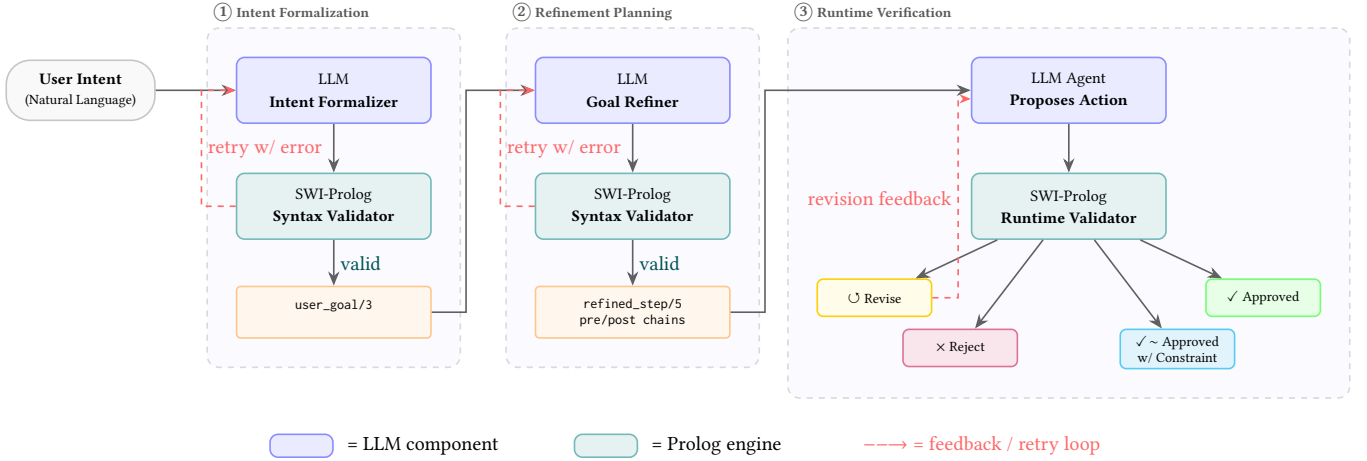 ① Intent Formalization
② Refinement Planning
③ Runtime Verification
User Intent
(Natural Language)
LLM
Intent Formalizer
retry w/ error
SWI-Prolog
Syntax Validator
valid
user_goal/3
LLM
Goal Refiner
retry w/ error
SWI-Prolog
Syntax Validator
valid
refined_step/5
pre/post chains
LLM Agent
Proposes Action
revision feedback
SWI-Prolog
Runtime Validator
↻ Revise
✓ Approved
× Reject
✓ ~ Approved
w/ Constraint
= LLM component
= Prolog engine
= feedback / retry loop